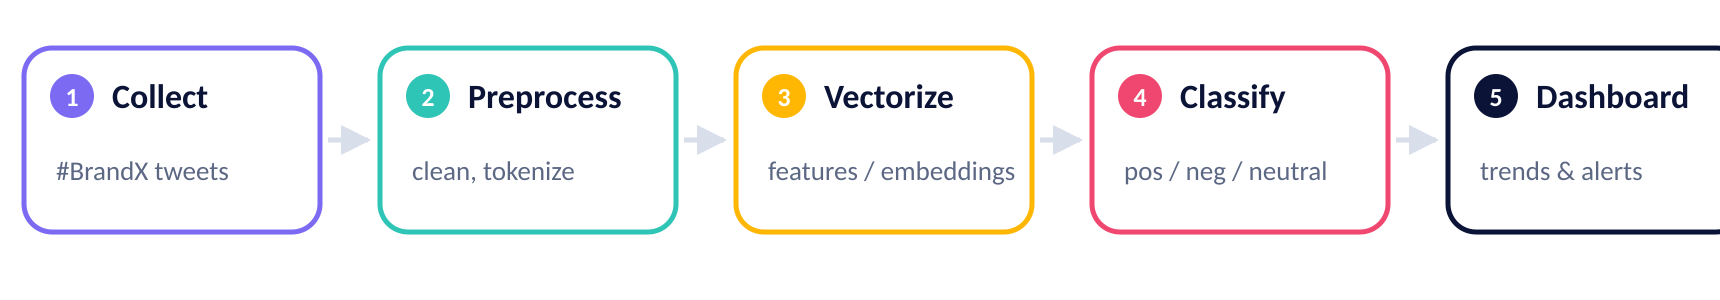 1 Collect
#BrandX tweets
2 Preprocess
clean, tokenize
3 Vectorize
features / embeddings
4 Classify
pos / neg / neutral
5 Dashboard
trends & alerts